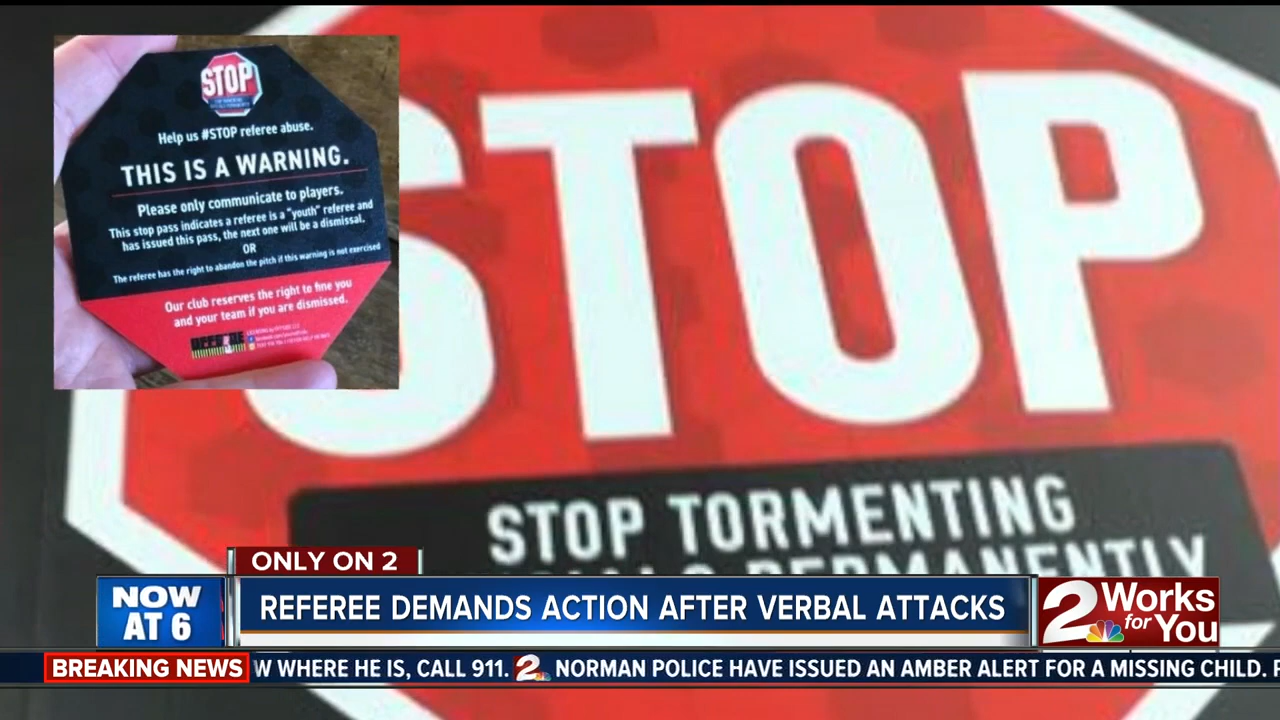 STOP
Help us #STOP referee abuse.
THIS IS A WARNING.
Please only communicate to players.
This stop pass indicates a referee is a "youth" referee and
has issued this pass, the next one will be a dismissal.
OR
The referee has the right to abandon the pitch if this warning is not exercised
Our club reserves the right to fine you
and your team if you are dismissed.
STOP
STOP TORMENTING
PERMANENTLY
ONLY ON 2
NOW
AT 6
REFEREE DEMANDS ACTION AFTER VERBAL ATTACKS
2 Works
for You
BREAKING NEWS
W WHERE HE IS, CALL 911. 2 NORMAN POLICE HAVE ISSUED AN AMBER ALERT FOR A MISSING CHILD.